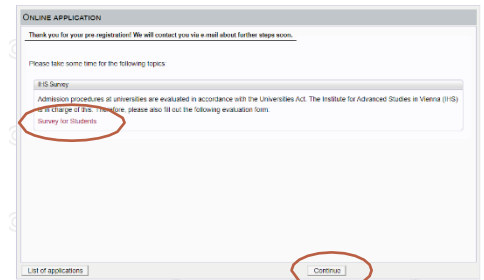 ONLINE APPLICATION
Thank you for your pre-registration! We will contact you via e-mail about further steps soon.
Please take some time for the following topics:
IHS Survey
Admission procedures at universities are evaluated in accordance with the Universities Act. The Institute for Advanced Studies in Vienna (IHS)
is in charge of this. Therefore, please also fill out the following evaluation form:
Survey for Students
List of applications
Continue